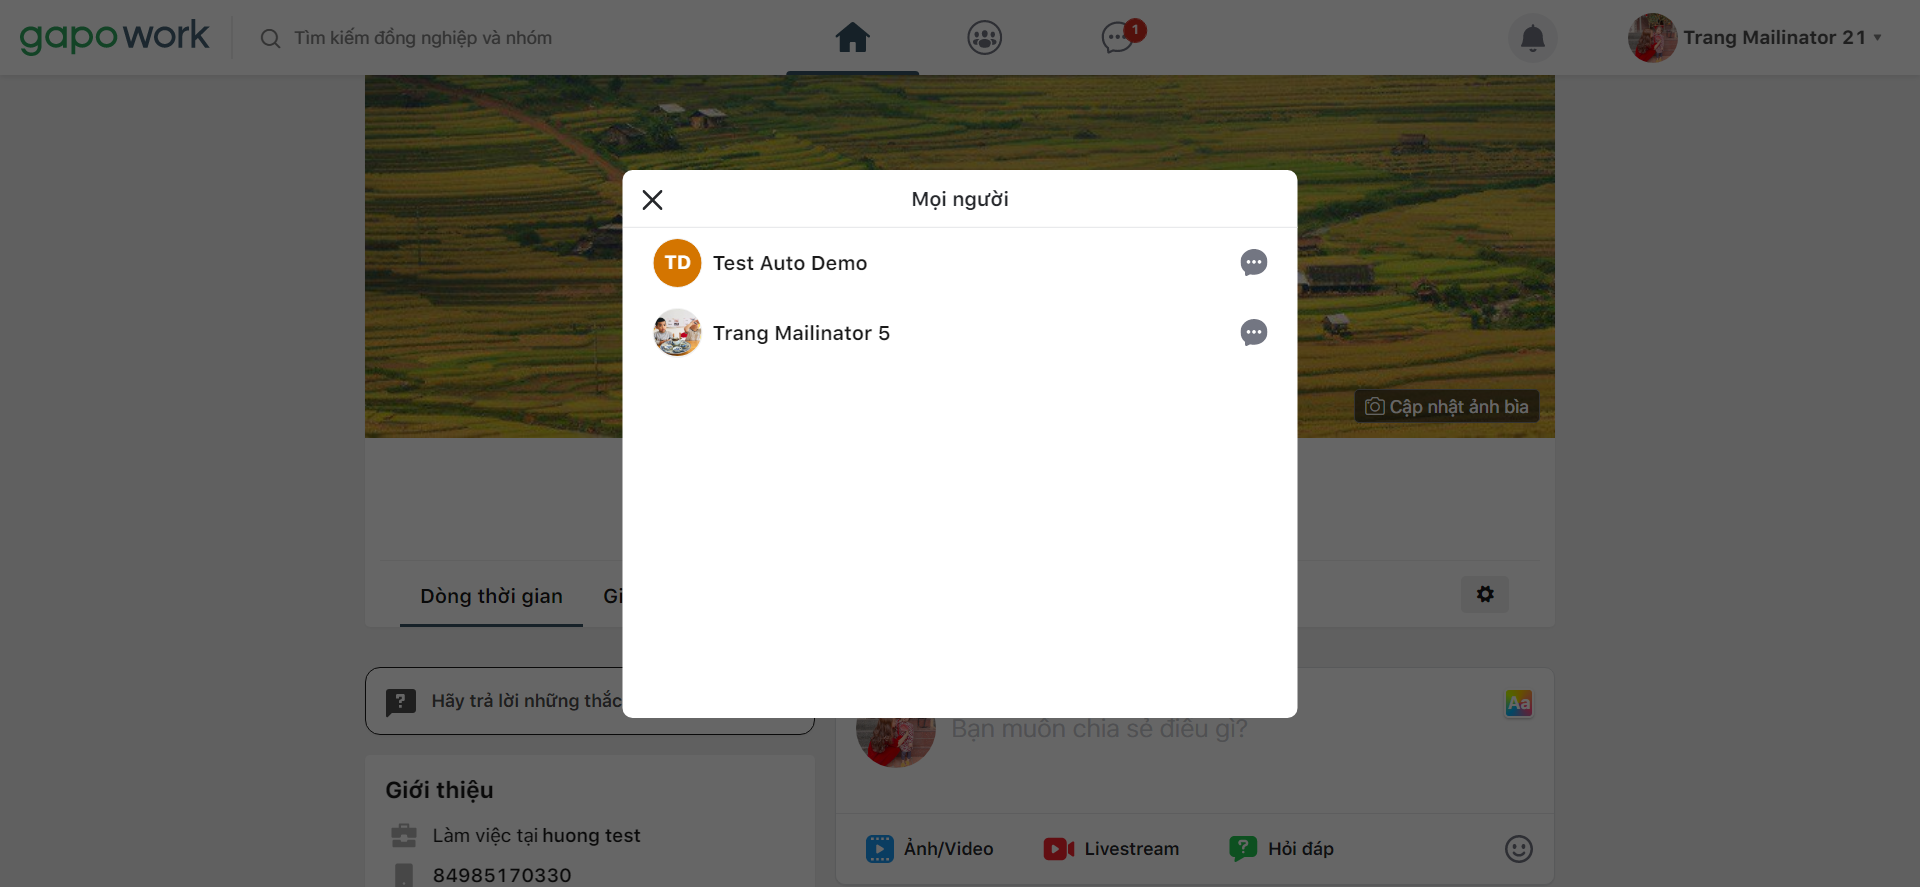 gapowork
Tìm kiếm đồng nghiệp và nhóm
1
Trang Mailinator 21
Mọi người
TD
Test Auto Demo
Trang Mailinator 5
Cập nhật ảnh bìa
Dòng thời gian
Gi
Hãy trả lời những thắc
Aa
Bạn muốn chia sẻ điều gì?
Giới thiệu
Làm việc tại huong test
84985170330
Ảnh/Video
Livestream
Hỏi đáp